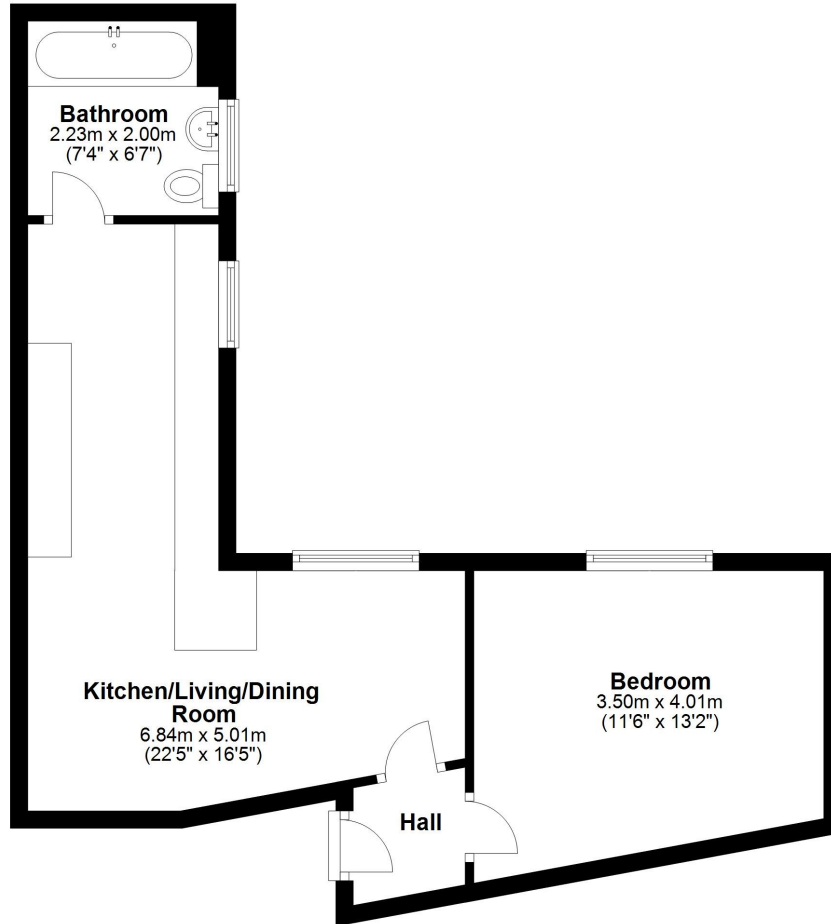 Bathroom
2.23m x 2.00m
(7'4" x 6'7")
Kitchen/Living/Dining
Room
6.84m x 5.01m
(22'5" x 16'5")
Bedroom
3.50m x 4.01m
(11'6" x 13'2")
Hall